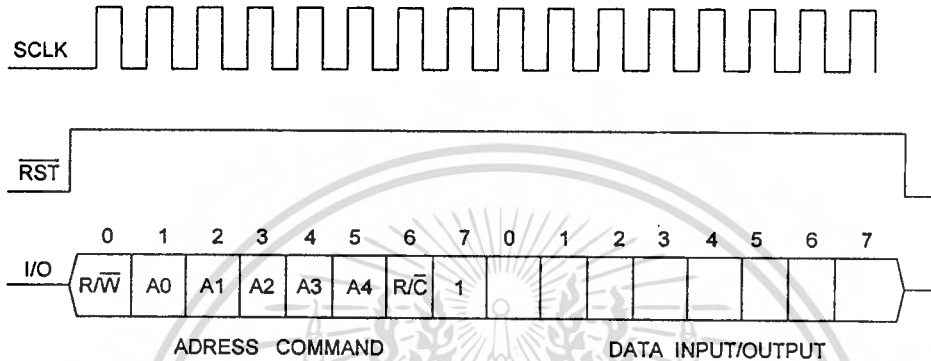 SCLK
R̅S̅T̅
0 1 2 3 4 5 6 7 0 1 2 3 4 5 6 7
I/O R/W̅ A0 A1 A2 A3 A4 R/C̅ 1
ADRESS COMMAND DATA INPUT/OUTPUT